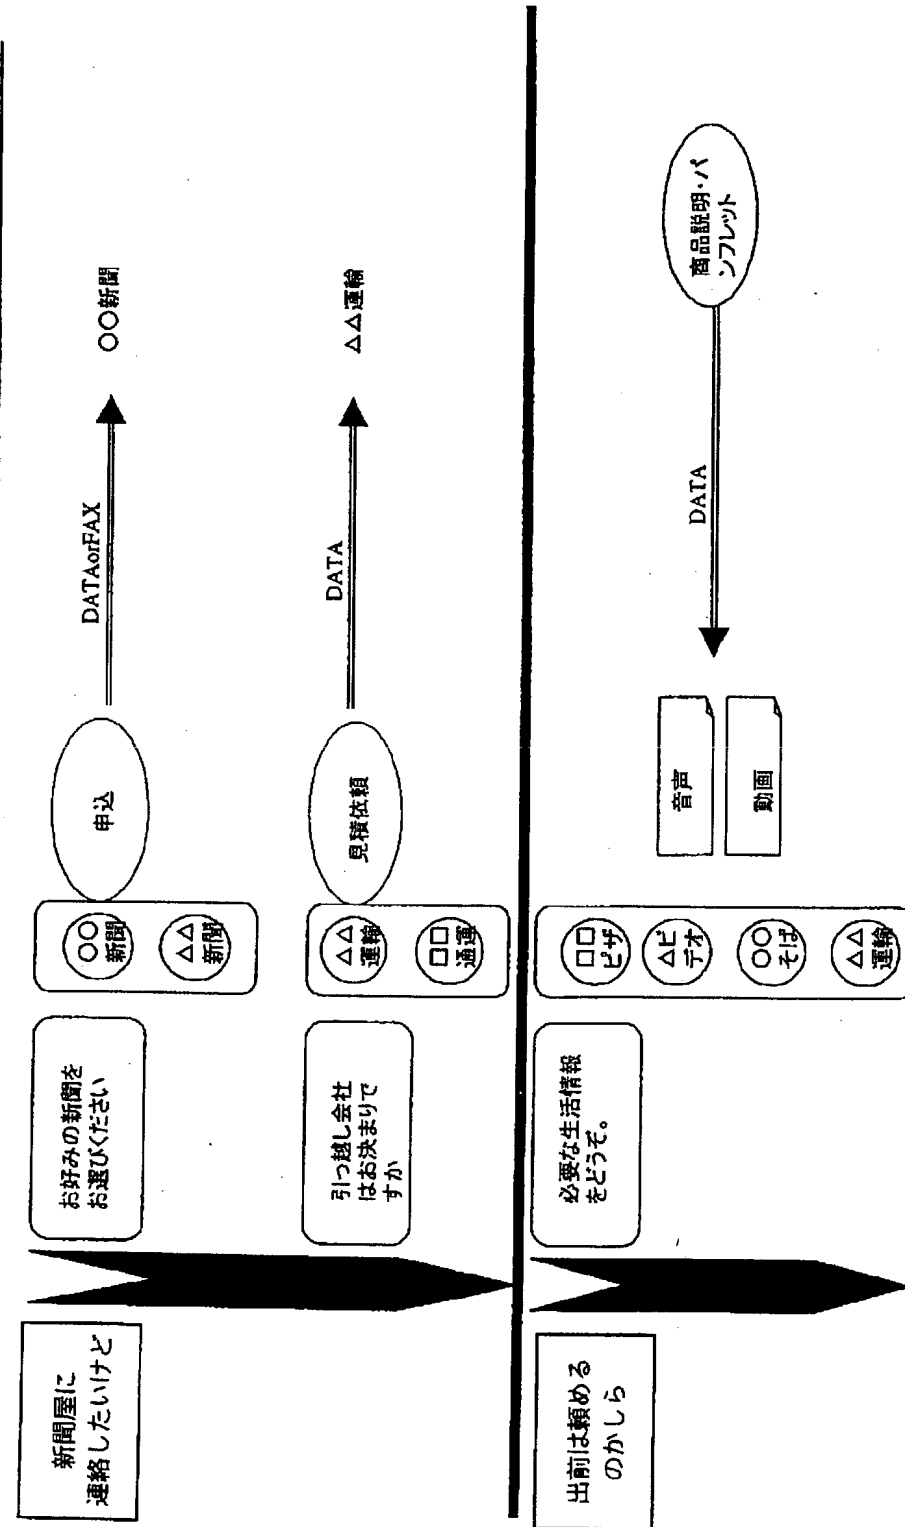 新聞屋に
連絡したいけど
お好みの新聞を
お選びください
○○
新聞
△△
新聞
申込
DATAorFAX
○○新聞
引っ越し会社
はお決まりで
すか
△△
運輸
□□
通運
見積依頼
DATA
△△運輸
出前は頼める
のかしら
必要な生活情報
をどうぞ。
□□
ピザ
△ビ
デオ
○○
そば
△△
運輸
音声
動画
DATA
商品説明・パ
ンフレット